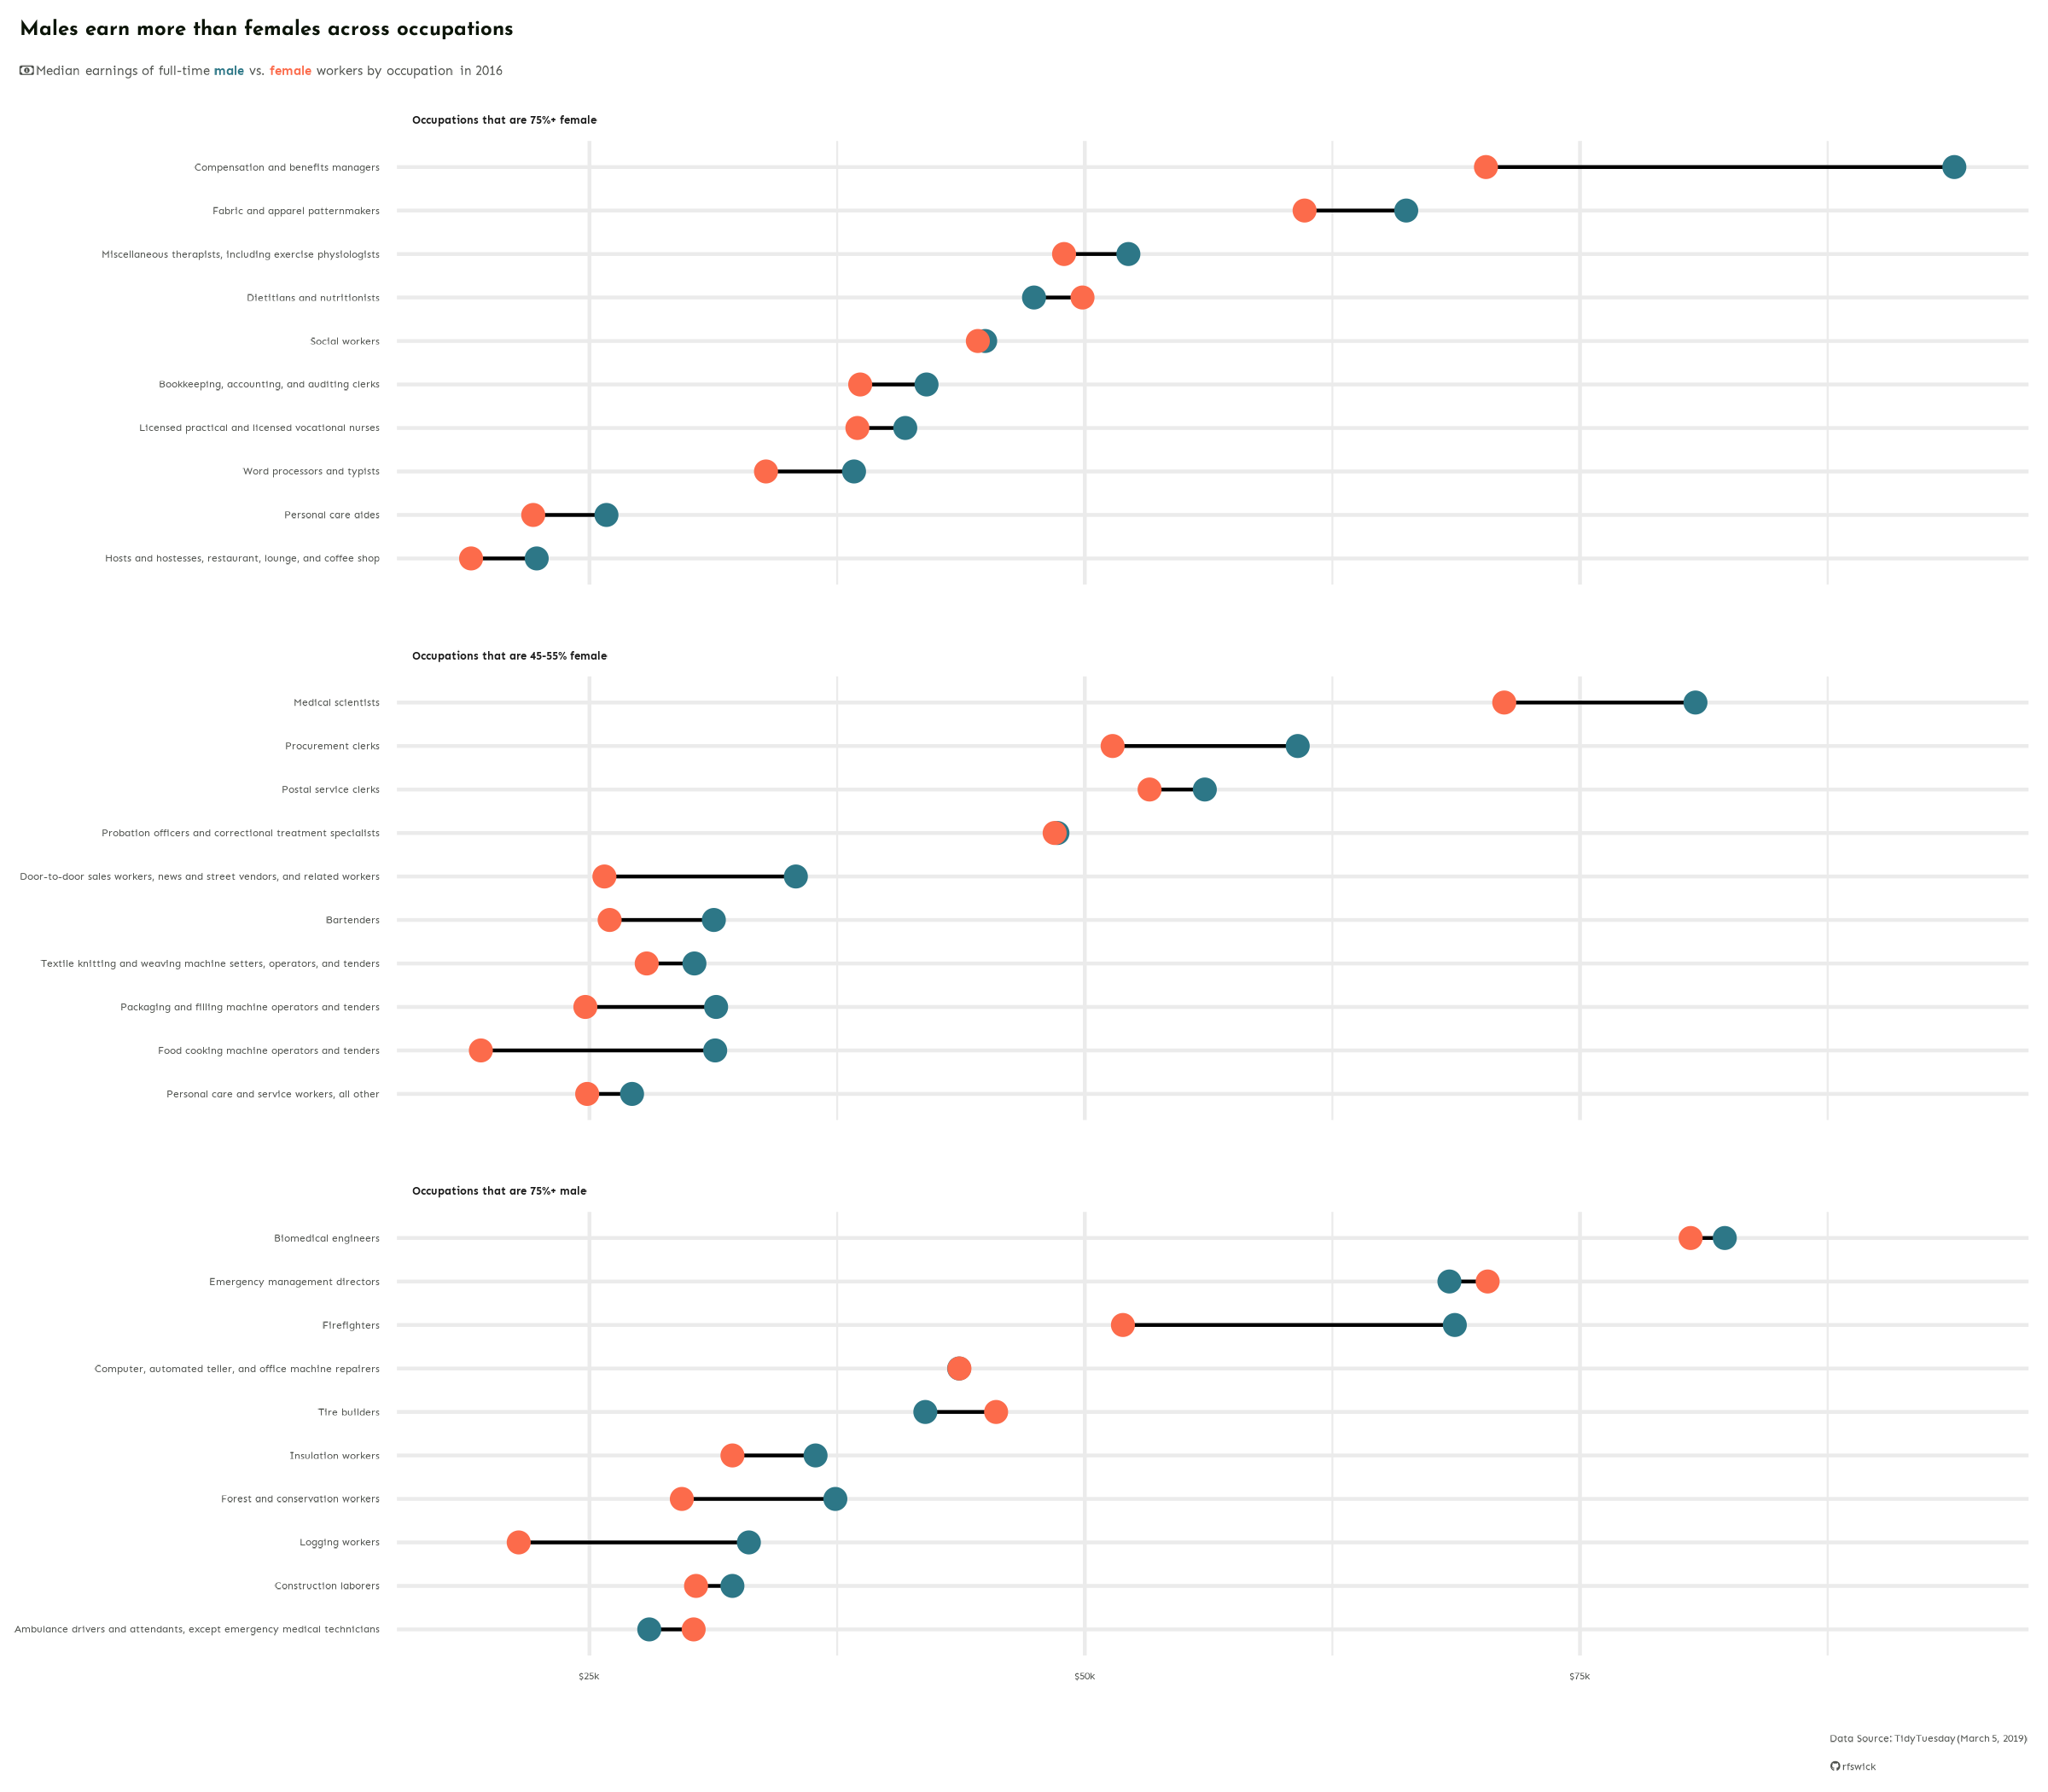 Males earn more than females across occupations
Median earnings of full-time male vs. female workers by occupation in 2016
Occupations that are 75%+ female
Compensation and benefits managers
Fabric and apparel patternmakers
Miscellaneous therapists, including exercise physiologists
Dietitians and nutritionists
Social workers
Bookkeeping, accounting, and auditing clerks
Licensed practical and licensed vocational nurses
Word processors and typists
Personal care aides
Hosts and hostesses, restaurant, lounge, and coffee shop
Occupations that are 45-55% female
Medical scientists
Procurement clerks
Postal service clerks
Probation officers and correctional treatment specialists
Door-to-door sales workers, news and street vendors, and related workers
Bartenders
Textile knitting and weaving machine setters, operators, and tenders
Packaging and filling machine operators and tenders
Food cooking machine operators and tenders
Personal care and service workers, all other
Occupations that are 75%+ male
Biomedical engineers
Emergency management directors
Firefighters
Computer, automated teller, and office machine repairers
Tire builders
Insulation workers
Forest and conservation workers
Logging workers
Construction laborers
Ambulance drivers and attendants, except emergency medical technicians
$25k $50k $75k
Data Source: TidyTuesday (March 5, 2019)
rfswick